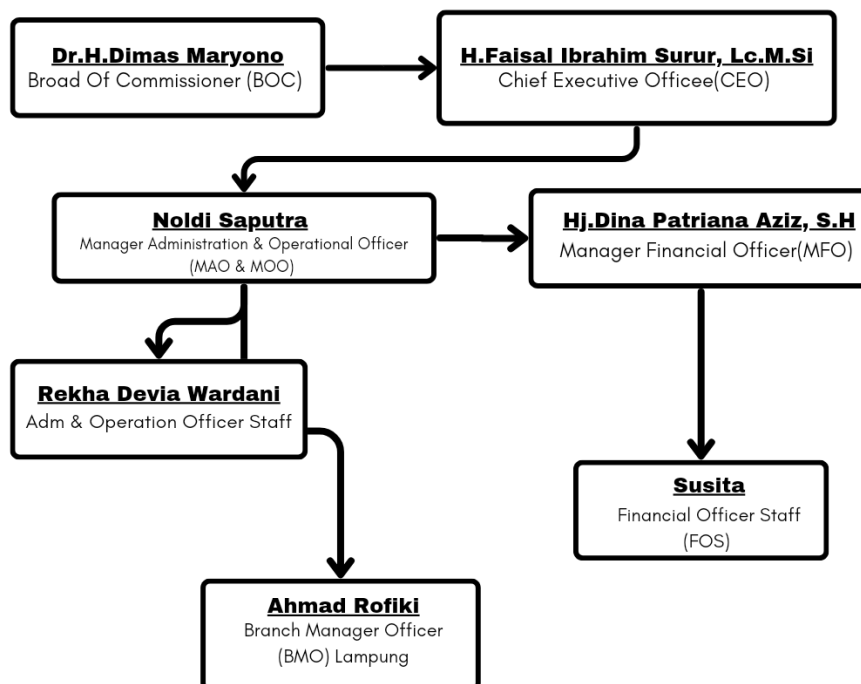 Dr.H.Dimas Maryono
Broad Of Commissioner (BOC)
H.Faisal Ibrahim Surur, Lc.M.Si
Chief Executive Officee(CEO)
Noldi Saputra
Manager Administration & Operational Officer
(MAO & MOO)
Hj.Dina Patriana Aziz, S.H
Manager Financial Officer(MFO)
Rekha Devia Wardani
Adm & Operation Officer Staff
Susita
Financial Officer Staff
(FOS)
Ahmad Rofiki
Branch Manager Officer
(BMO) Lampung